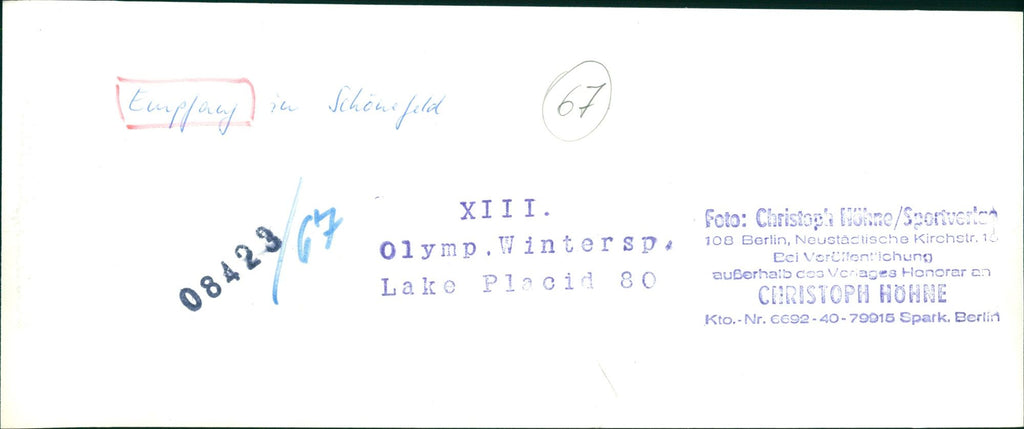 Empfang in Schönefeld
67
08423/67
XIII.
Olymp.Wintersp.
Lake Placid 80
Foto: Christoph Höhne/Sportverlag
108 Berlin, Neustädtische Kirchstr. 15
Bei Veröffentlichung
außerhalb des Verlages Honorar an
CHRISTOPH HÖHNE
Kto.-Nr. 6692-40-79915 Spark. Berlin